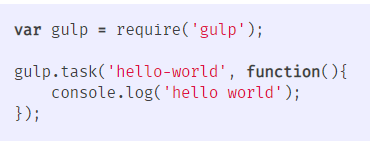 var gulp = require('gulp');

gulp.task('hello-world', function(){
    console.log('hello world');
});